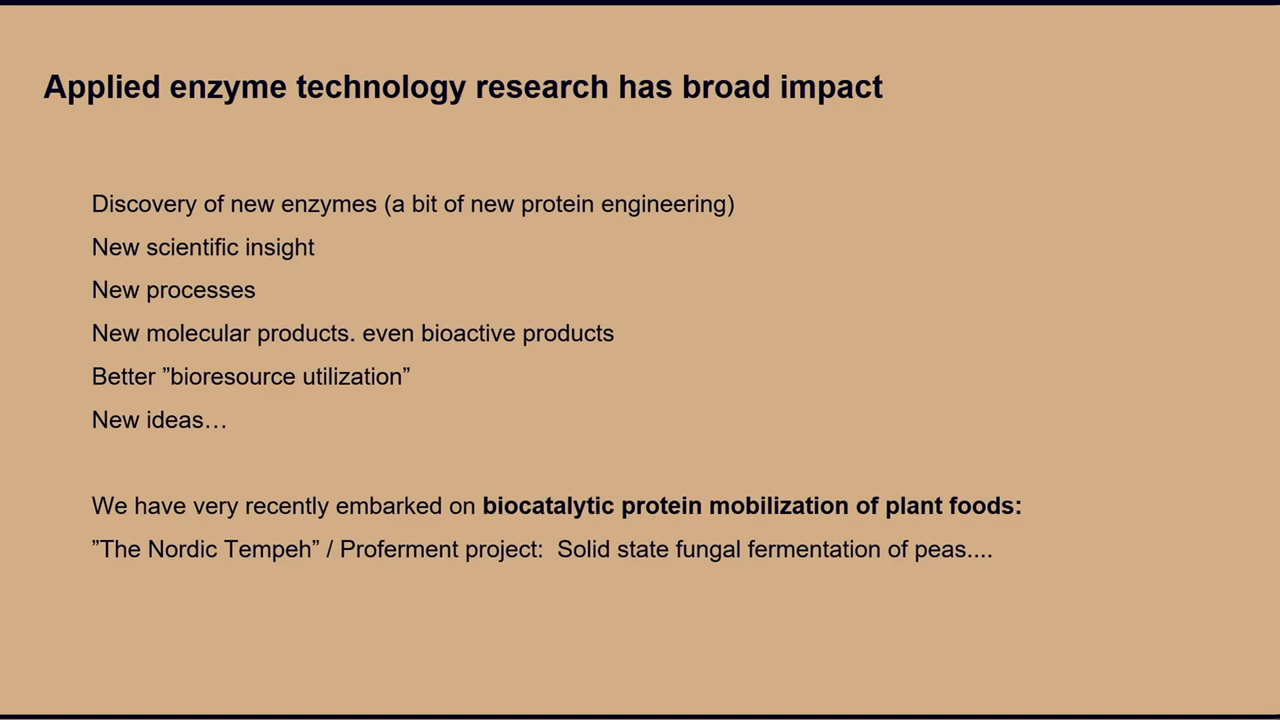 Applied enzyme technology research has broad impact
Discovery of new enzymes (a bit of new protein engineering)
New scientific insight
New processes
New molecular products. even bioactive products
Better ”bioresource utilization”
New ideas…
We have very recently embarked on biocatalytic protein mobilization of plant foods:
”The Nordic Tempeh” / Proferment project:  Solid state fungal fermentation of peas....